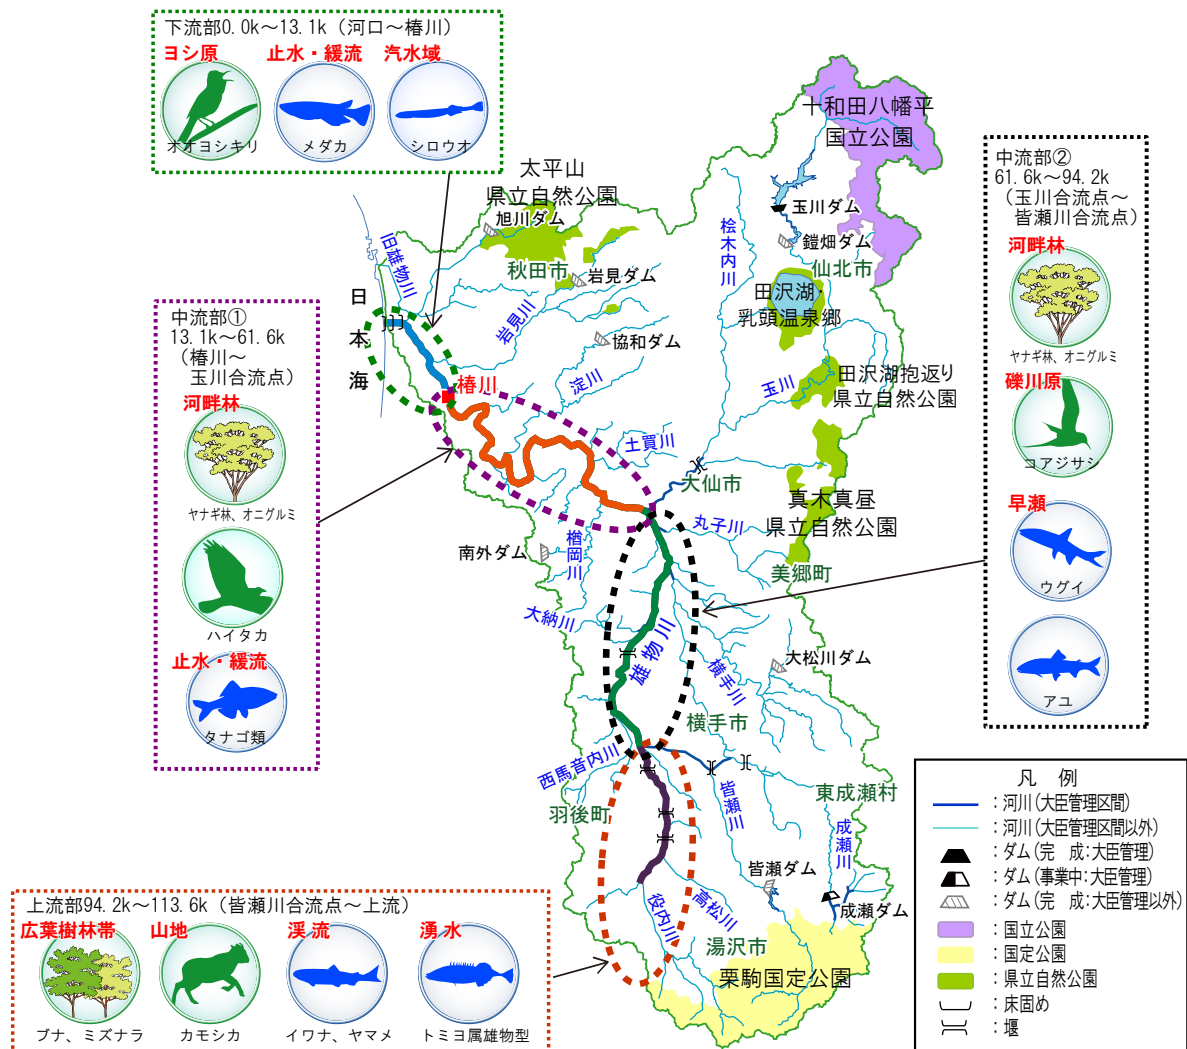 下流部0.0k～13.1k（河口～椿川）
ヨシ原
止水・緩流
汽水域
オオヨシキリ
メダカ
シロウオ
十和田八幡平
国立公園
太平山
県立自然公園
旭川ダム
旧雄物川
秋田市
岩見ダム
岩見川
日本海
協和ダム
椿川
淀川
土買川
桧木内川
玉川ダム
鎧畑ダム
仙北市
田沢湖・
乳頭温泉郷
玉川
田沢湖抱返り
県立自然公園
大仙市
真木真昼
県立自然公園
丸子川
美郷町
南外ダム
楢岡川
大納川
雄物川
横手川
大松川ダム
横手市
西馬音内川
羽後町
皆瀬川
東成瀬村
成瀬川
皆瀬ダム
成瀬ダム
役内川
高松川
湯沢市
栗駒国定公園
中流部①
13.1k～61.6k
（椿川～
玉川合流点）
河畔林
ヤナギ林、オニグルミ
ハイタカ
止水・緩流
タナゴ類
中流部②
61.6k～94.2k
（玉川合流点～
皆瀬川合流点）
河畔林
ヤナギ林、オニグルミ
礫川原
コアジサシ
早瀬
ウグイ
アユ
上流部94.2k～113.6k（皆瀬川合流点～上流）
広葉樹林帯
山地
渓流
湧水
ブナ、ミズナラ
カモシカ
イワナ、ヤマメ
トミヨ属雄物型
凡　例
：河川（大臣管理区間）
：河川（大臣管理区間以外）
：ダム（完　成：大臣管理）
：ダム（事業中：大臣管理）
：ダム（完　成：大臣管理以外）
：国立公園
：国定公園
：県立自然公園
：床固め
：堰